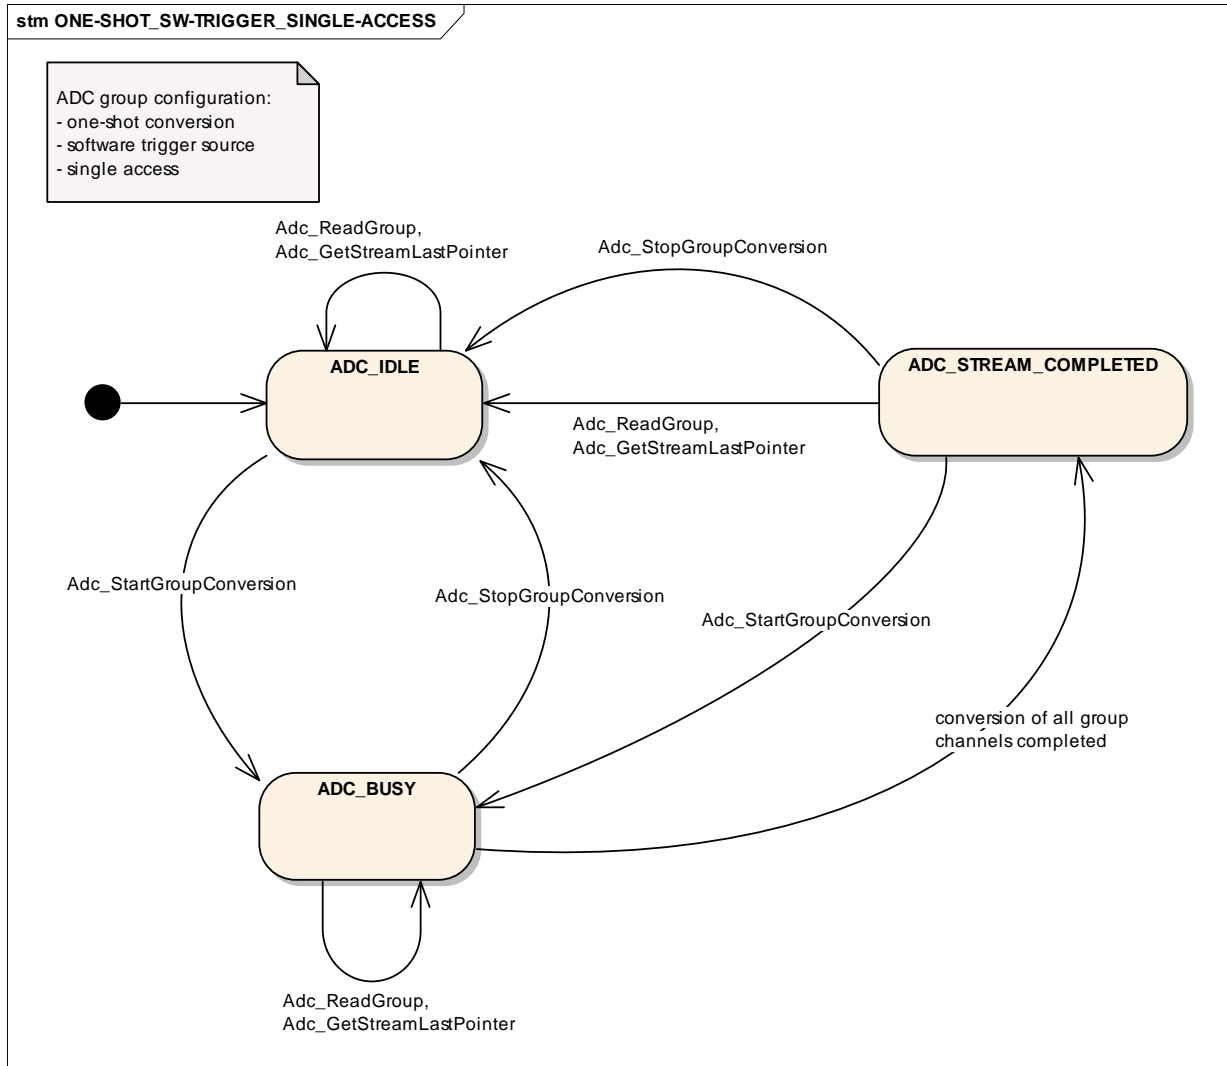 stm ONE-SHOT_SW-TRIGGER_SINGLE-ACCESS
ADC group configuration:
- one-shot conversion
- software trigger source
- single access
Adc_ReadGroup,
Adc_GetStreamLastPointer
Adc_StopGroupConversion
ADC_IDLE
ADC_STREAM_COMPLETED
Adc_ReadGroup,
Adc_GetStreamLastPointer
Adc_StartGroupConversion
Adc_StopGroupConversion
Adc_StartGroupConversion
conversion of all group
channels completed
ADC_BUSY
Adc_ReadGroup,
Adc_GetStreamLastPointer